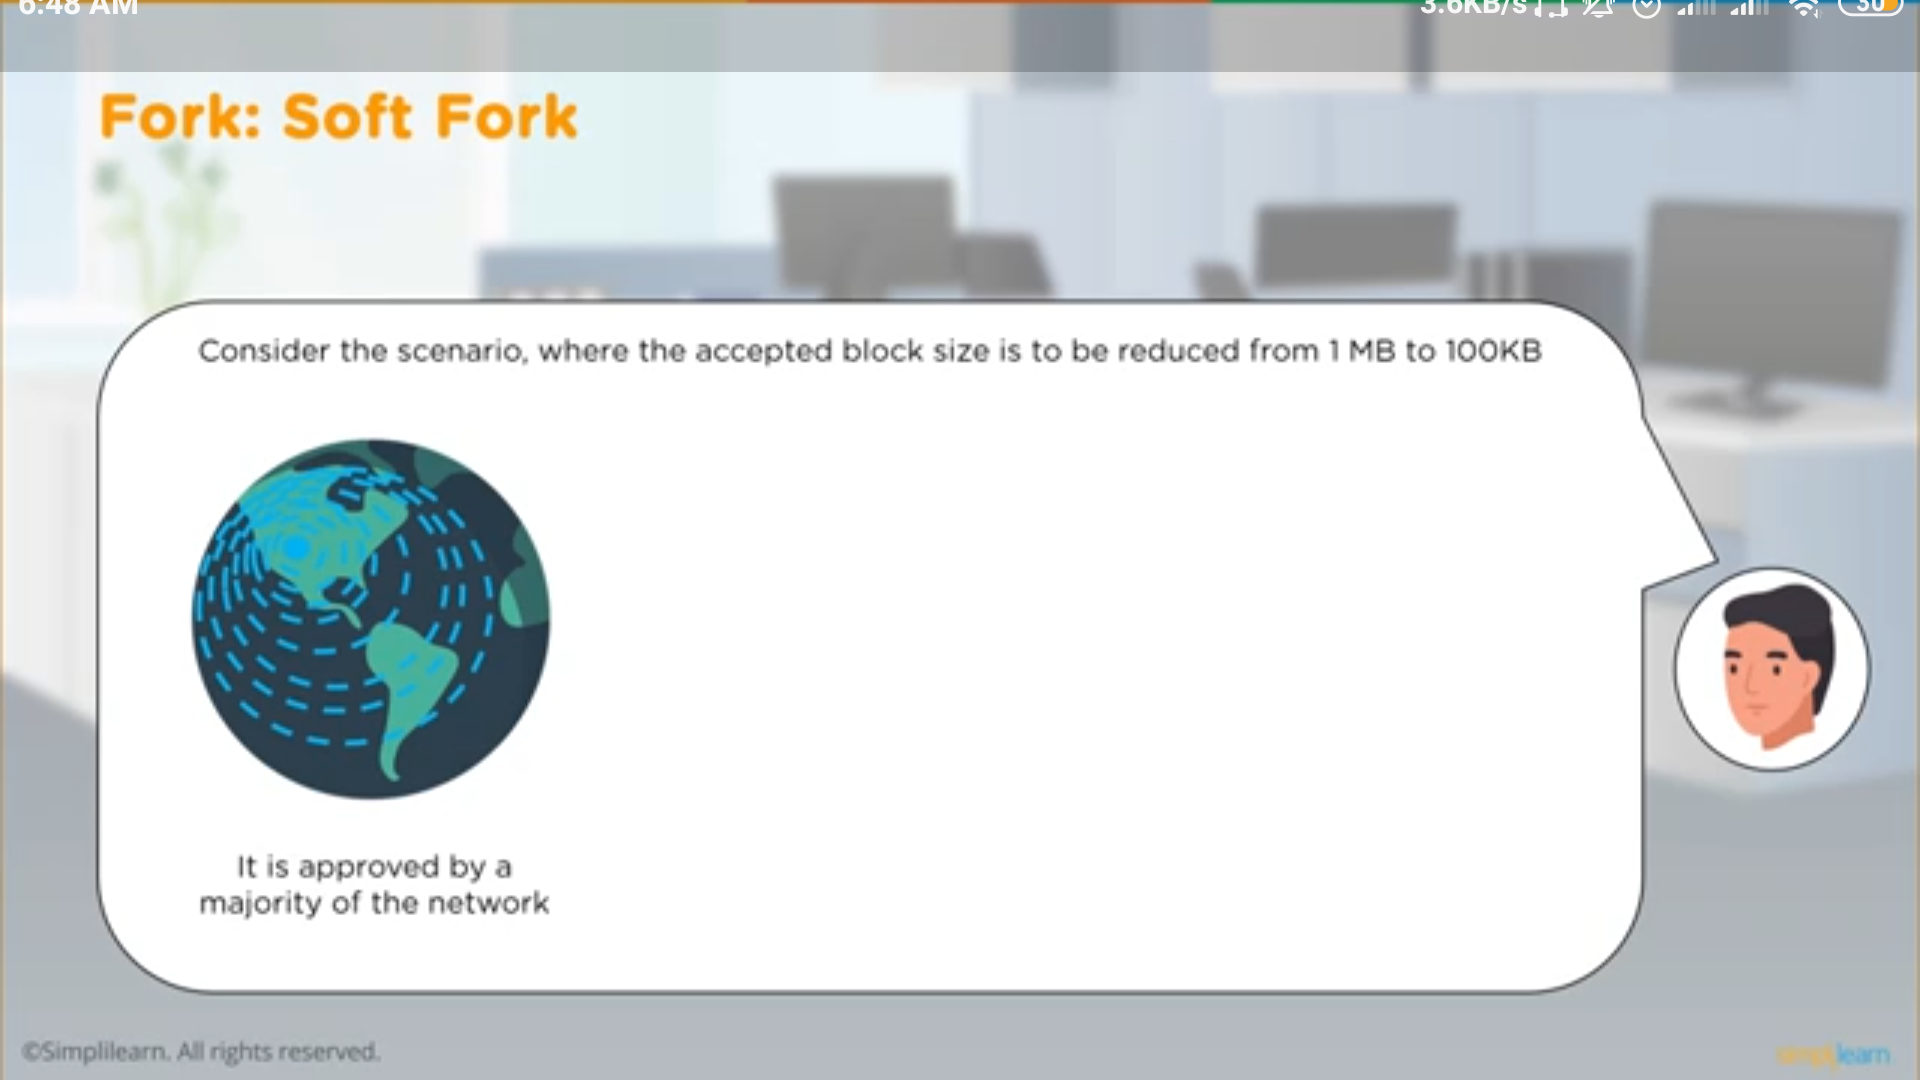 6:48 AM
3.6KB/s
30
Fork: Soft Fork
Consider the scenario, where the accepted block size is to be reduced from 1 MB to 100KB
It is approved by a
majority of the network
©Simplilearn. All rights reserved.
simplilearn